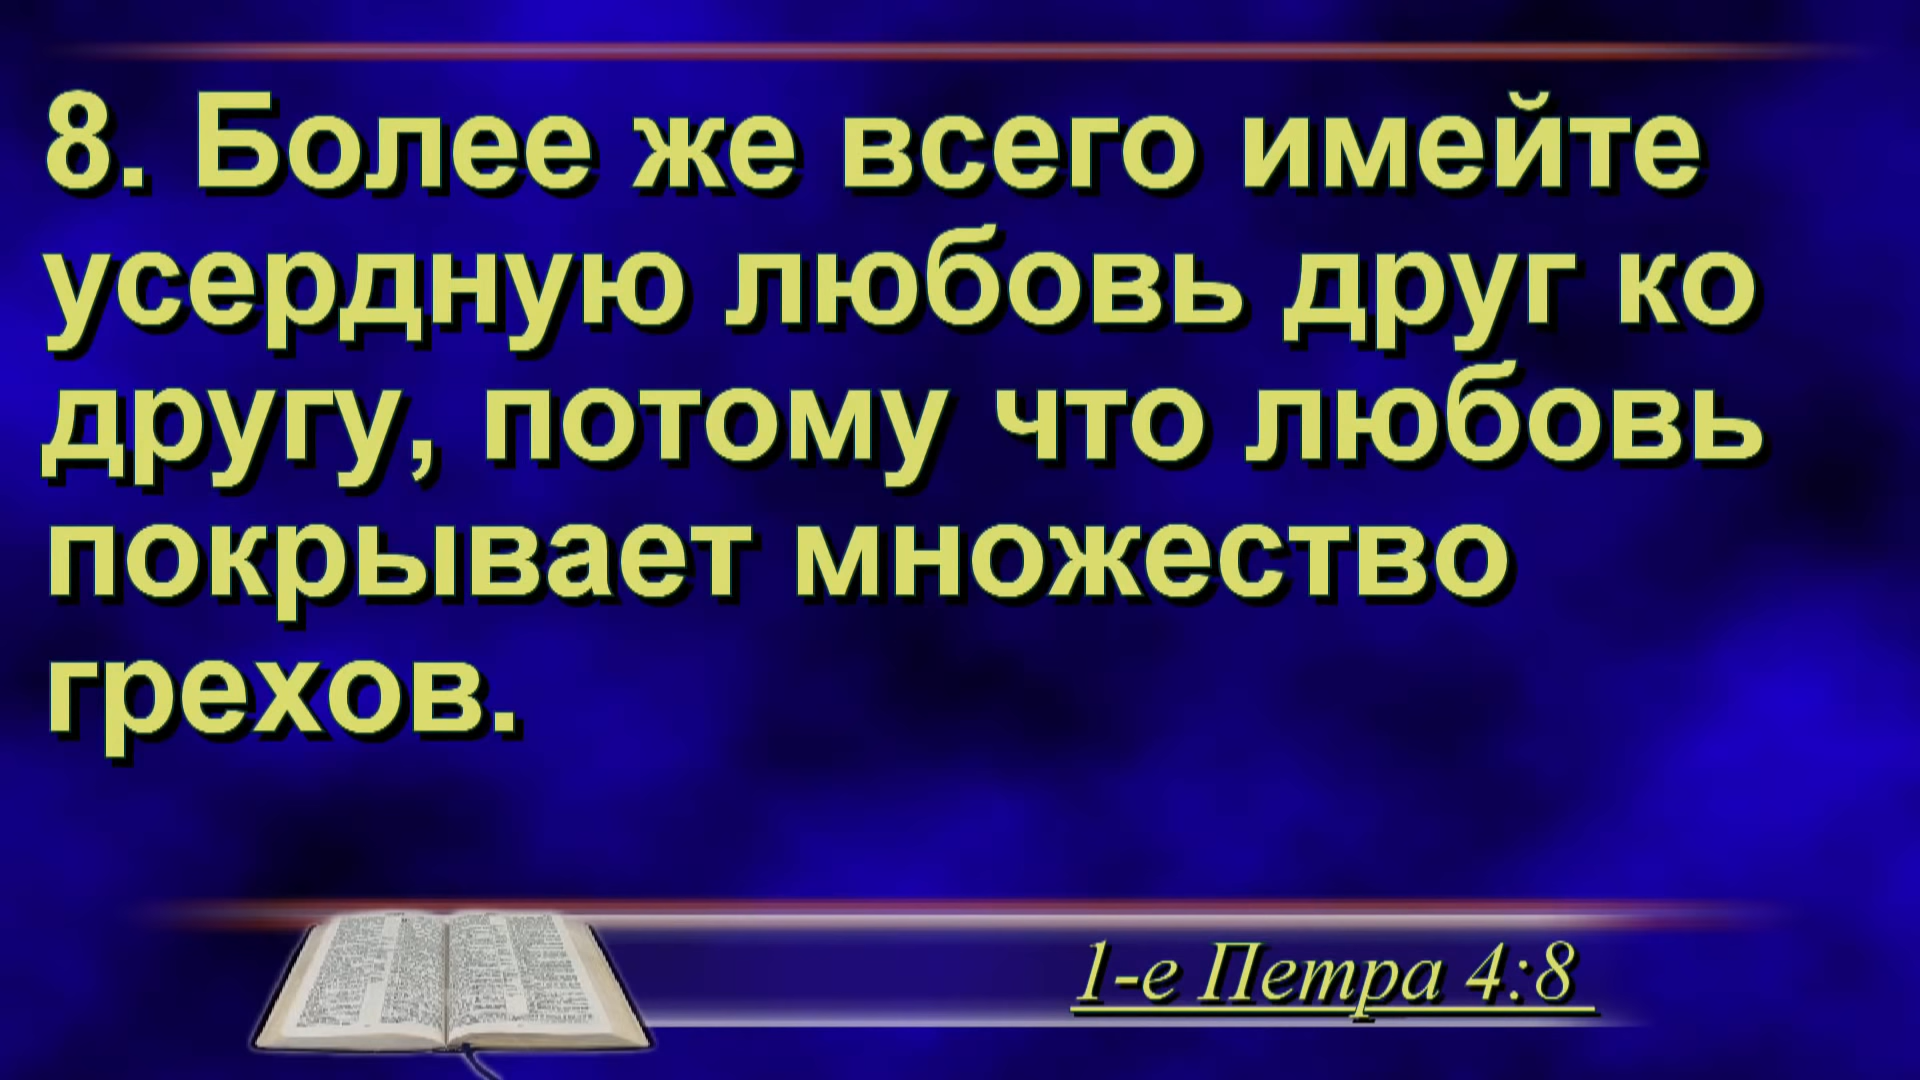 8. Более же всего имейте
усердную любовь друг ко
другу, потому что любовь
покрывает множество
грехов.
1-е Петра 4:8